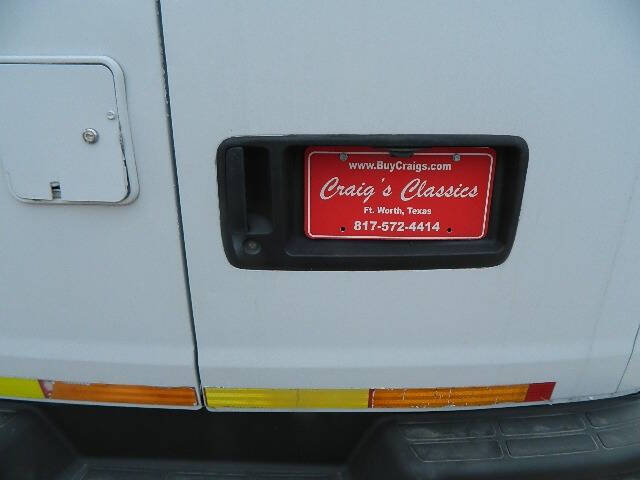 www.BuyCraigs.com
Craig's Classics
Ft. Worth, Texas
817-572-4414